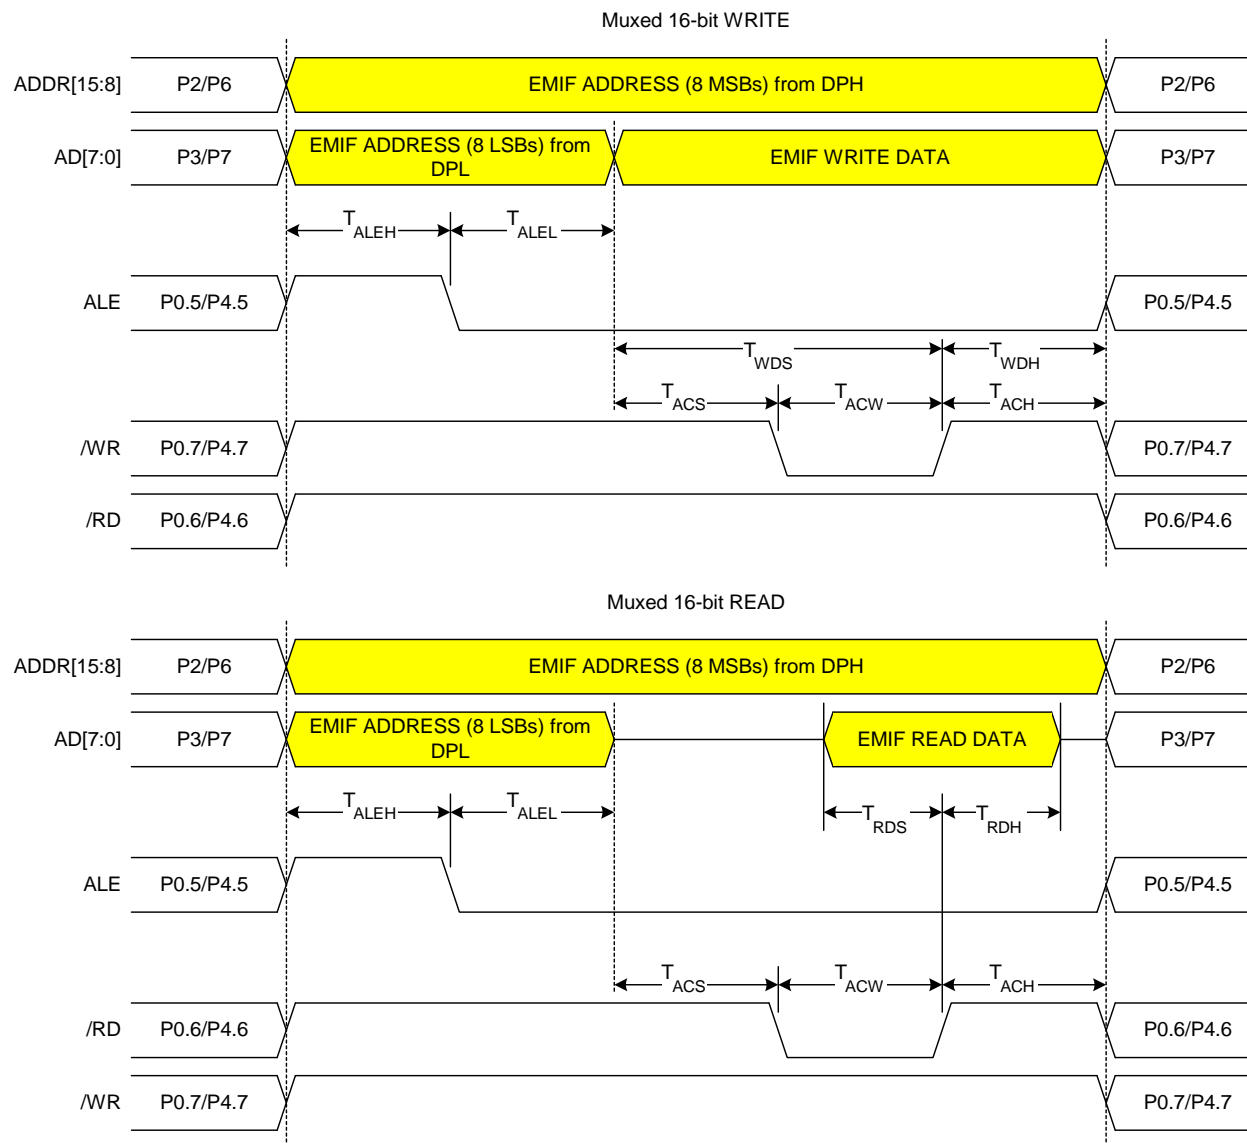 Muxed 16-bit WRITE
ADDR[15:8] P2/P6 EMIF ADDRESS (8 MSBs) from DPH P2/P6
AD[7:0] P3/P7 EMIF ADDRESS (8 LSBs) from DPL EMIF WRITE DATA P3/P7
TALEH TALEL
ALE P0.5/P4.5 P0.5/P4.5
TWDS TWDH
TACS TACW TACH
/WR P0.7/P4.7 P0.7/P4.7
/RD P0.6/P4.6 P0.6/P4.6
Muxed 16-bit READ
ADDR[15:8] P2/P6 EMIF ADDRESS (8 MSBs) from DPH P2/P6
AD[7:0] P3/P7 EMIF ADDRESS (8 LSBs) from DPL EMIF READ DATA P3/P7
TALEH TALEL TRDS TRDH
ALE P0.5/P4.5 P0.5/P4.5
TACS TACW TACH
/RD P0.6/P4.6 P0.6/P4.6
/WR P0.7/P4.7 P0.7/P4.7